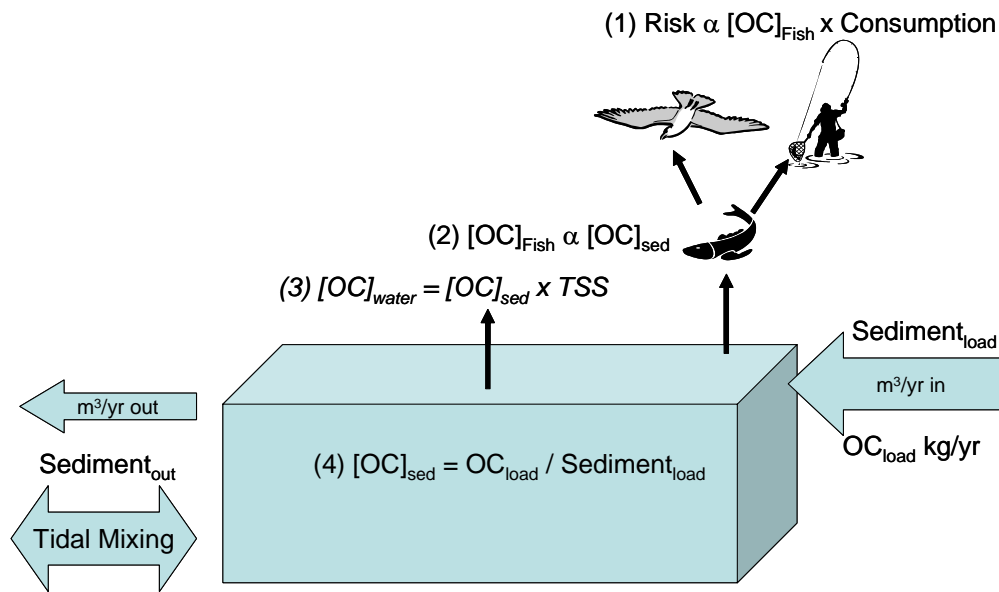 (1) Risk α [OC]Fish x Consumption
(2) [OC]Fish α [OC]sed
(3) [OC]water = [OC]sed x TSS
Sedimentload
m³/yr in
m³/yr out
OCload kg/yr
Sedimentout
(4) [OC]sed = OCload / Sedimentload
Tidal Mixing